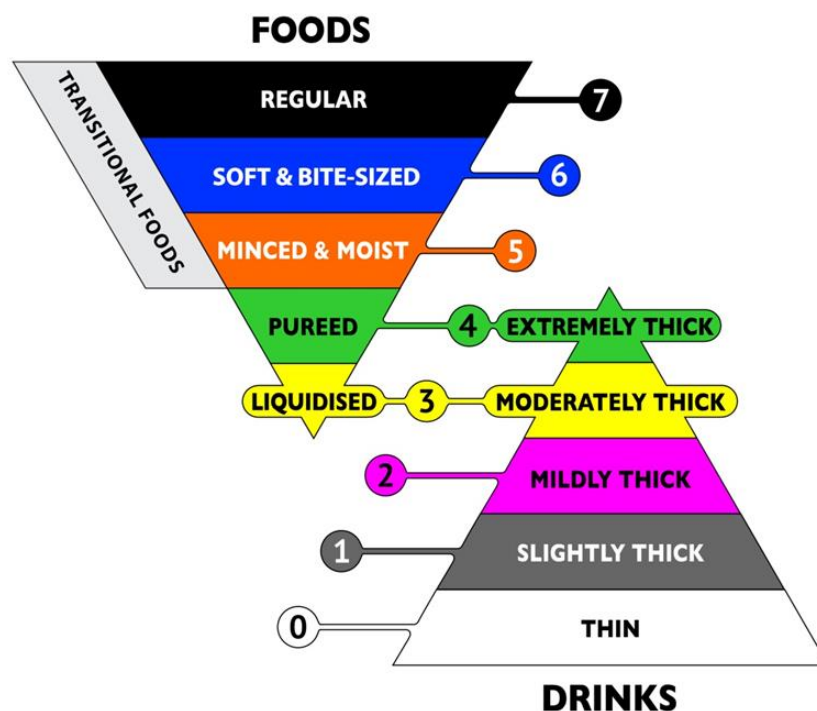 FOODS
TRANSITIONAL FOODS
REGULAR
7
SOFT & BITE-SIZED
6
MINCED & MOIST
5
PUREED
4
EXTREMELY THICK
LIQUIDISED
3
MODERATELY THICK
2
MILDLY THICK
1
SLIGHTLY THICK
0
THIN
DRINKS